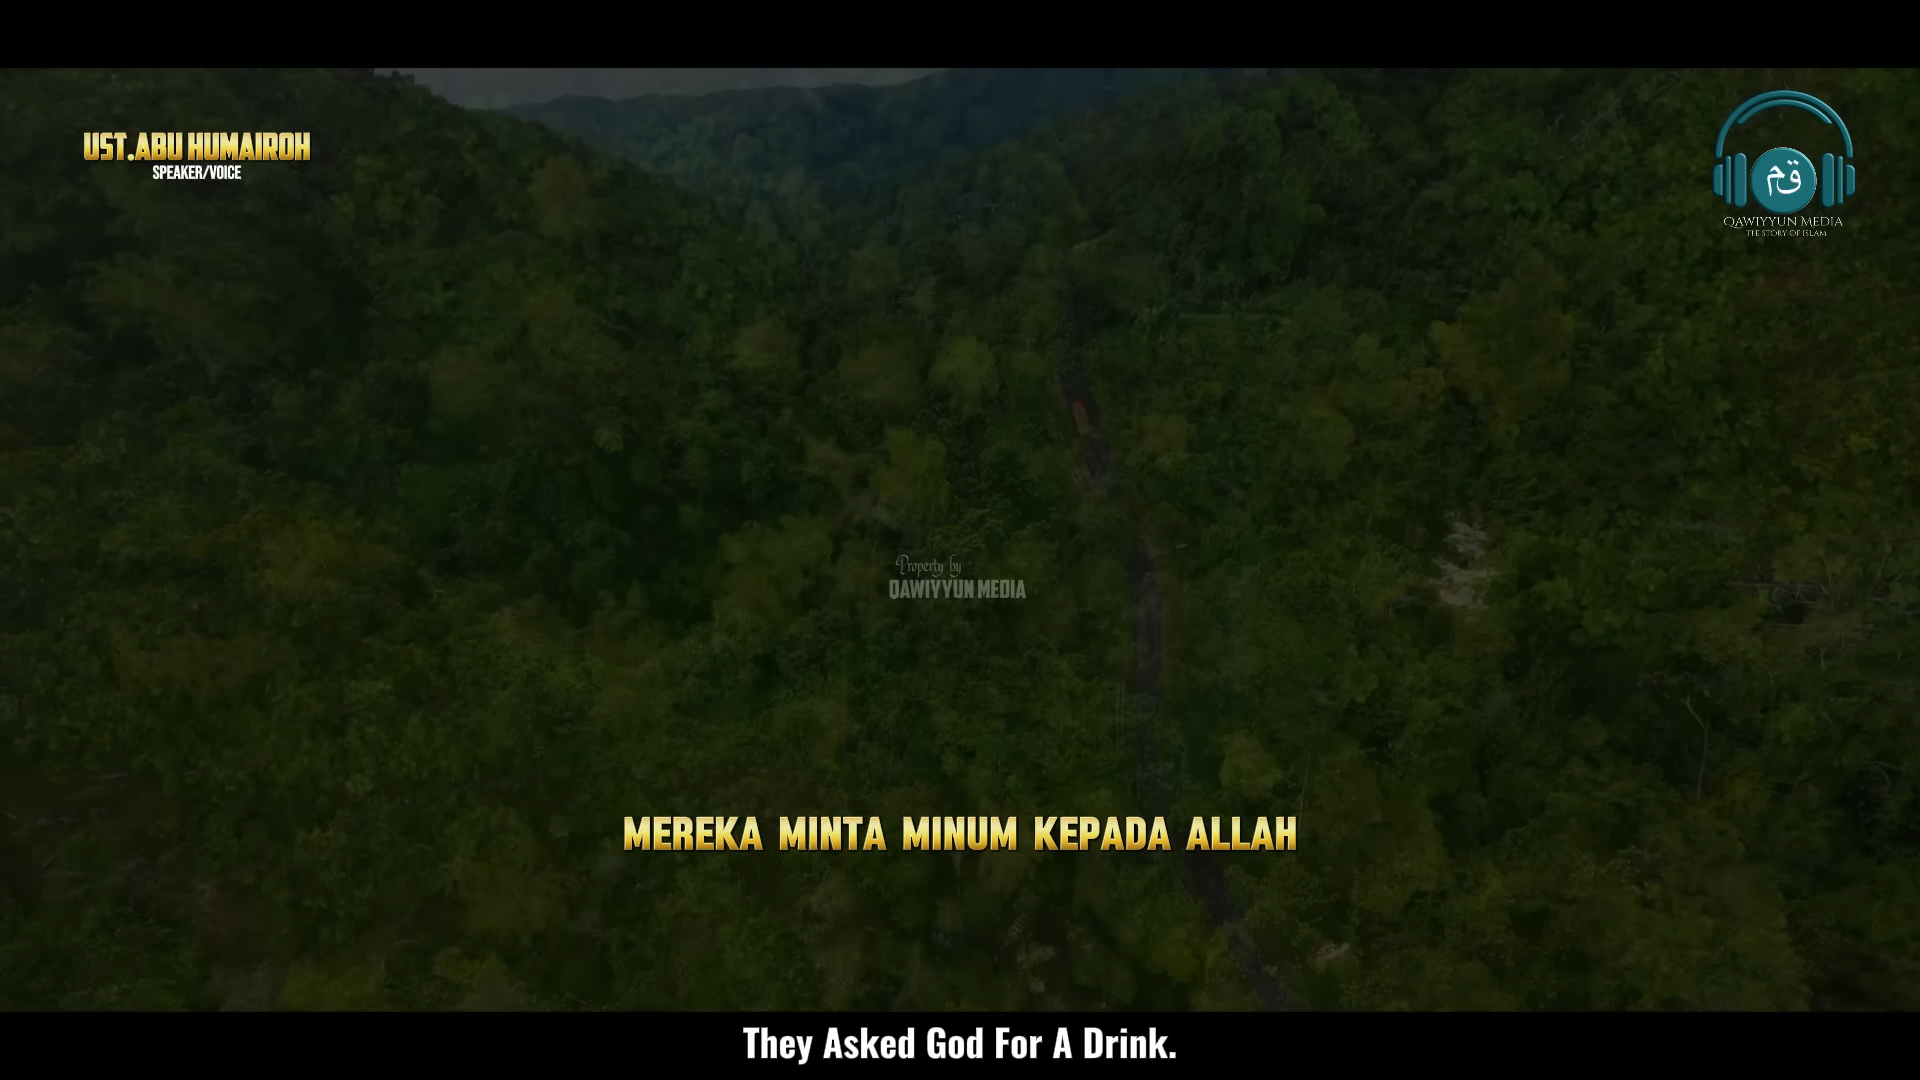 UST.ABU HUMAIROH
SPEAKER/VOICE
قم
QAWIYYUN MEDIA
THE STORY OF ISLAM
Property by
QAWIYYUN MEDIA
MEREKA MINTA MINUM KEPADA ALLAH
They Asked God For A Drink.